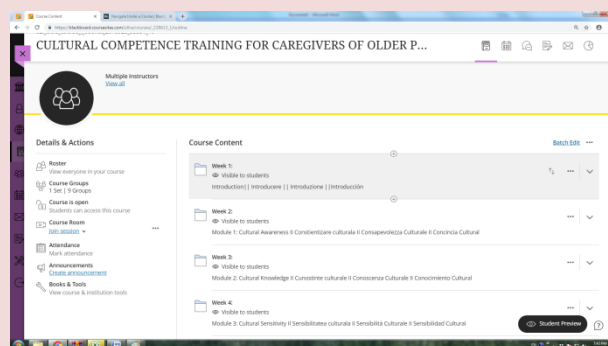 Course Content
CULTURAL COMPETENCE TRAINING FOR CAREGIVERS OF OLDER P...
Multiple Instructors
View all
Details & Actions
Roster
View everyone in your course
Course Groups
1 Set | 9 Groups
Course is open
Students can access this course
Course Room
Join session
Attendance
Mark attendance
Announcements
Create announcement
Books & Tools
View course & institution tools
Course Content
Batch Edit
Week 1:
Visible to students
Introduction|| Introducere || Introduzione ||Introducción
Week 2:
Visible to students
Module 1: Cultural Awareness II Constientizare culturala II Consapevolezza Culturale II Concincia Cultural
Week 3:
Visible to students
Module 2: Cultural Knowledge II Cunostinte culturale II Conoscenza Culturale II Conocimiento Cultural
Week 4:
Visible to students
Module 3: Cultural Sensitivity II Sensibilitatea culturala II Sensibilità Culturale II Sensibilidad Cultural
Student Preview